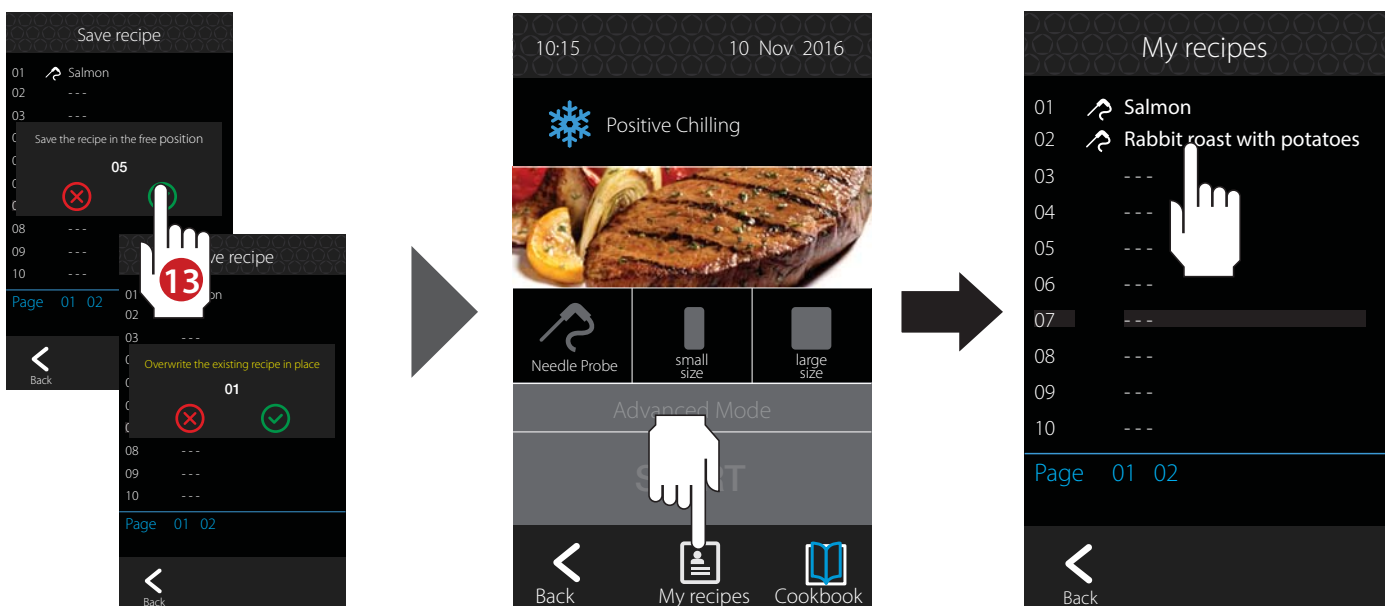 Save recipe
01 Salmon
02 - - -
03
Save the recipe in the free position
05
08 - - -
09 - - -
10 - - -
Page 01 02
Back
13
recipe
01
02
03 - - -
Overwrite the existing recipe in place
01
08 - - -
09 - - -
10 - - -
Page 01 02
Back
10:15 10 Nov 2016
Positive Chilling
Needle Probe
small
size
large
size
Advanced Mode
Back My recipes Cookbook
My recipes
01 Salmon
02 Rabbit roast with potatoes
03 - - -
04 - - -
05 - - -
06 - - -
07 - - -
08 - - -
09 - - -
10 - - -
Page 01 02
Back